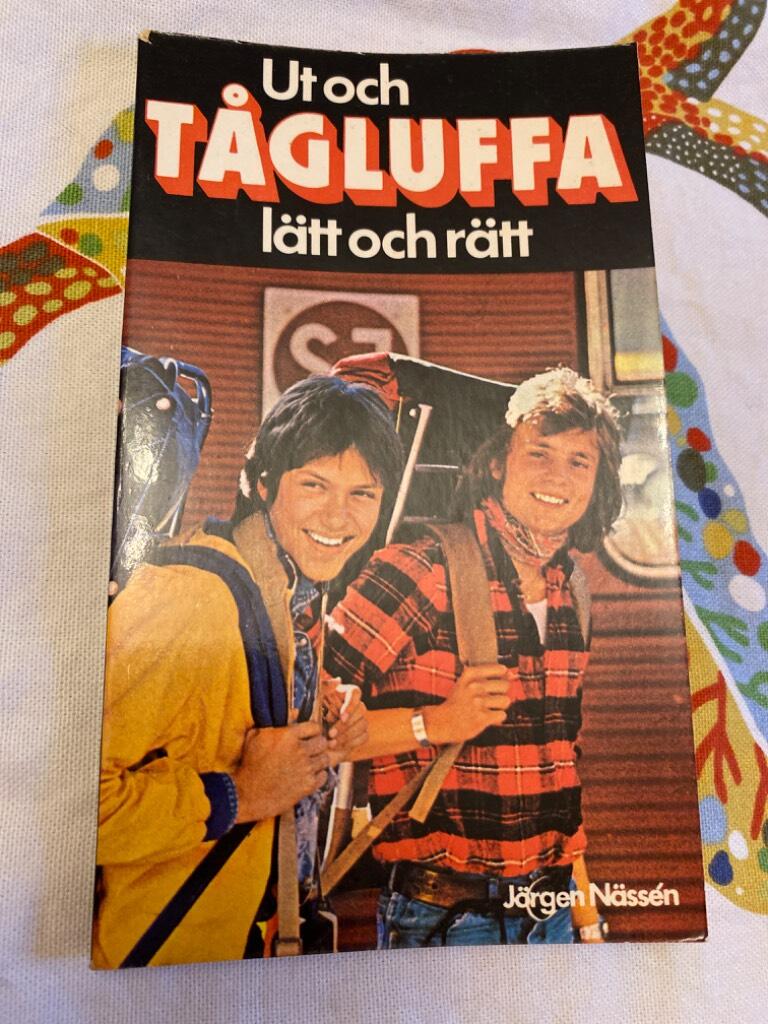 Ut och
TÅGLUFFA
lätt och rätt
SJ
Jörgen Nässén